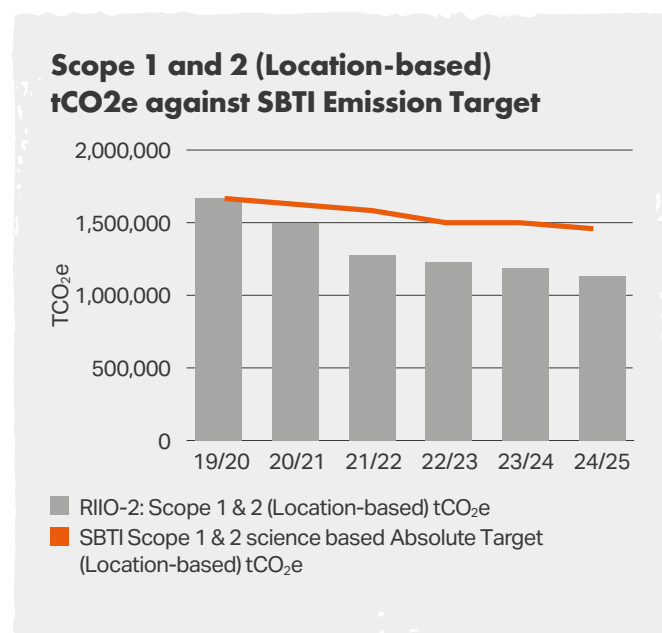 Scope 1 and 2 (Location-based)
tCO2e against SBTI Emission Target
2,000,000
1,500,000
1,000,000
500,000
0
TCO₂e
19/20 20/21 21/22 22/23 23/24 24/25
RIIO-2: Scope 1 & 2 (Location-based) tCO₂e
SBTI Scope 1 & 2 science based Absolute Target
(Location-based) tCO₂e